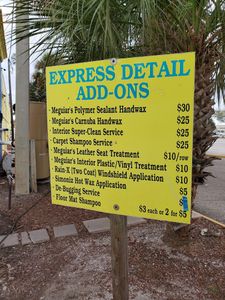 EXPRESS DETAIL
ADD-ONS
· Meguiar's Polymer Sealant Handwax $30
· Meguiar's Carnuba Handwax $25
· Interior Super-Clean Service $25
· Carpet Shampoo Service $25
· Meguiar's Leather Seat Treatment $10/row
· Meguiar's Interior Plastic/Vinyl Treatment $10
· Rain-X (Two Coat) Windshield Application $10
· Simonic Hot Wax Application $5
· De-Bugging Service
· Floor Mat Shampoo $3 each or 2 for $5